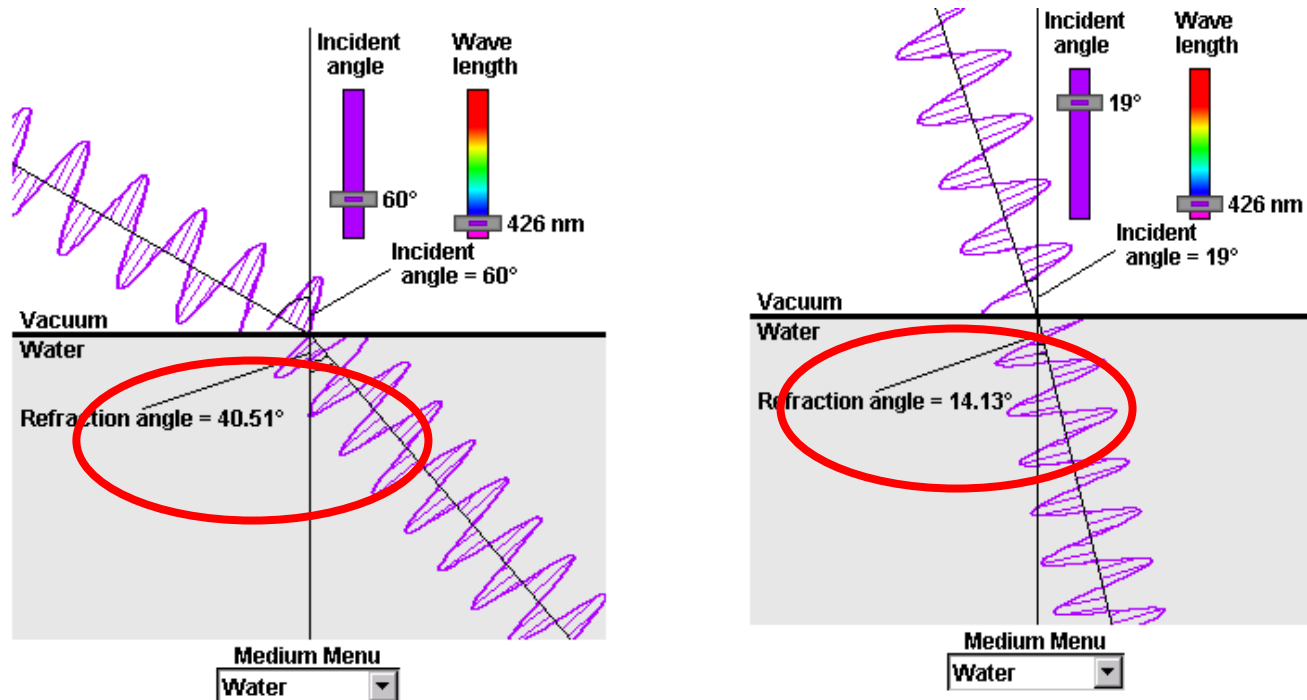 Incident
angle
Wave
length
60°
426 nm
Incident
angle = 60°
Vacuum
Water
Refraction angle = 40.51°
Medium Menu
Water
Incident
angle
Wave
length
19°
426 nm
Incident
angle = 19°
Vacuum
Water
Refraction angle = 14.13°
Medium Menu
Water